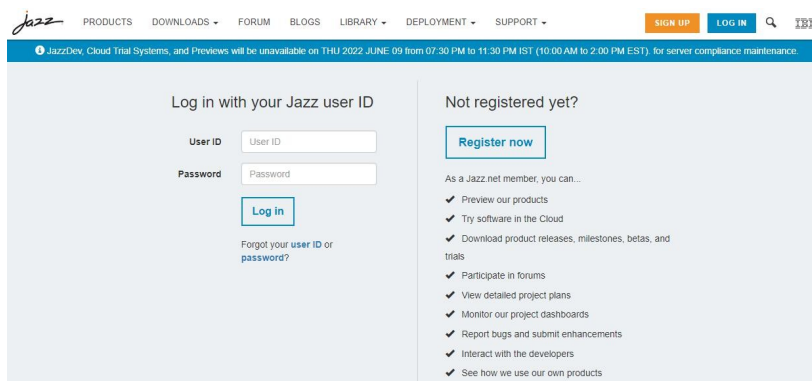 jazz PRODUCTS DOWNLOADS FORUM BLOGS LIBRARY DEPLOYMENT SUPPORT SIGN UP LOG IN IBM
JazzDev, Cloud Trial Systems, and Previews will be unavailable on THU 2022 JUNE 09 from 07:30 PM to 11:30 PM IST (10:00 AM to 2:00 PM EST). for server compliance maintenance.
Log in with your Jazz user ID
User ID User ID
Password Password
Log in
Forgot your user ID or
password?
Not registered yet?
Register now
As a Jazz.net member, you can...
✔ Preview our products
✔ Try software in the Cloud
✔ Download product releases, milestones, betas, and
trials
✔ Participate in forums
✔ View detailed project plans
✔ Monitor our project dashboards
✔ Report bugs and submit enhancements
✔ Interact with the developers
✔ See how we use our own products